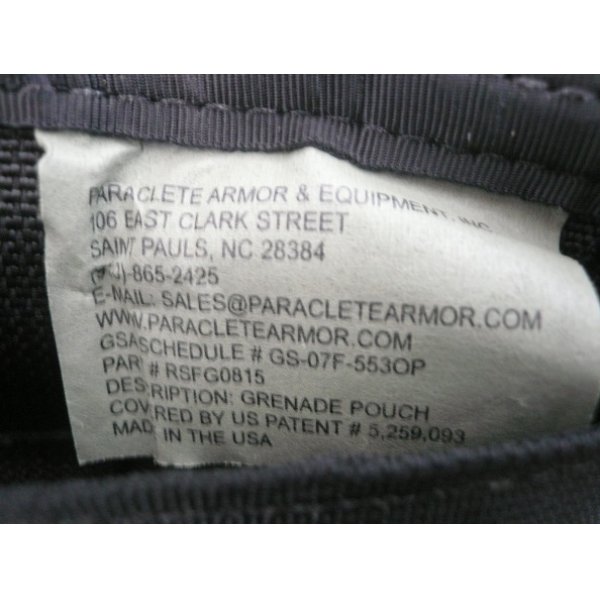 PARACLETE ARMOR & EQUIPMENT, INC.
106 EAST CLARK STREET
SAINT PAULS, NC 28384
-865-2425
E-MAIL: SALES@PARACLETEARMOR.COM
WWW.PARACLETEARMOR.COM
GSA SCHEDULE # GS-07F-553OP
PAR # RSFG0815
DESCRIPTION: GRENADE POUCH
COVERED BY US PATENT # 5,259,093
MADE IN THE USA